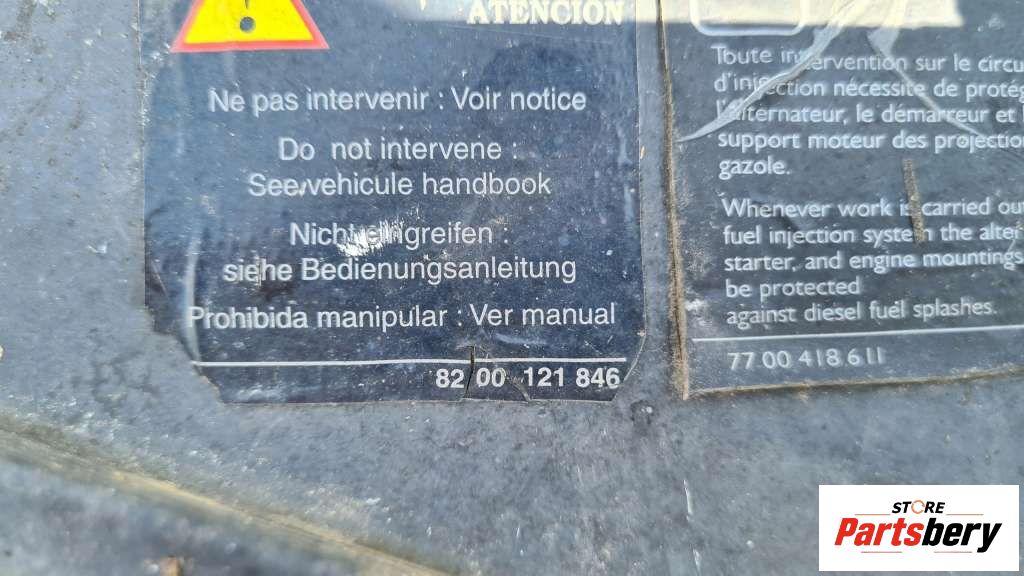 ATENCION
Ne pas intervenir : Voir notice
Do not intervene :
See vehicule handbook
Nicht eingreifen :
siehe Bedienungsanleitung
Prohibida manipular : Ver manual
82 00 121 846
Toute intervention sur le circu
d'injection nécessite de protég
l'alternateur, le démarreur et l
support moteur des projection
gazole.
Whenever work is carried out
fuel injection system the alter
starter, and engine mountings
be protected
against diesel fuel splashes.
77 00 418 611
STORE
Partsbery